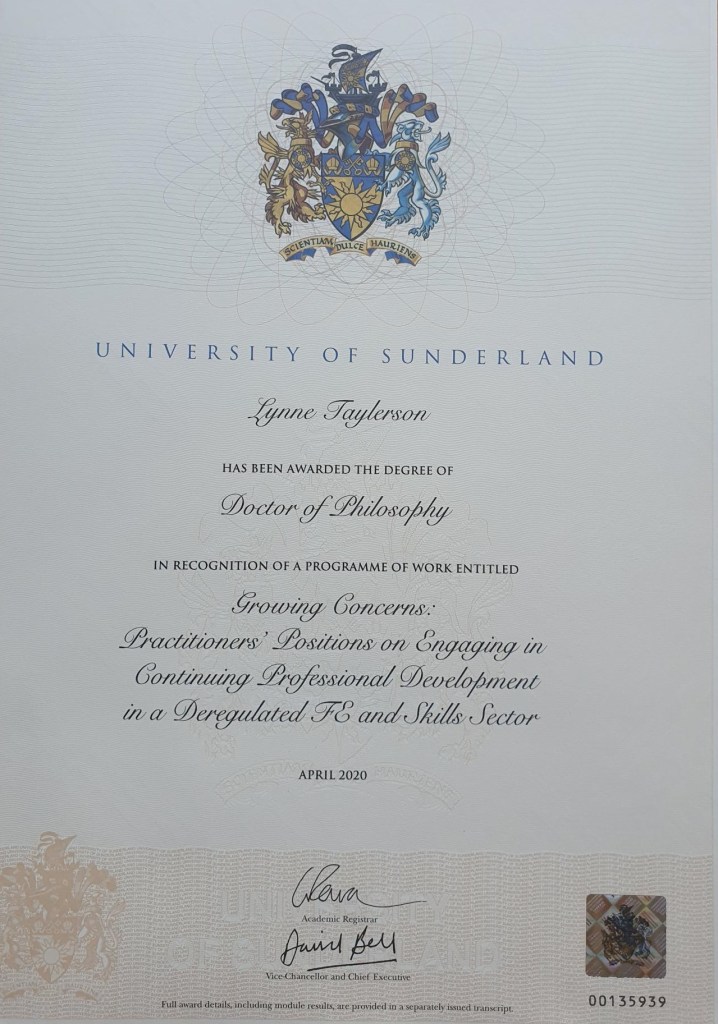 SCIENTIAM DULCE HAURIENS
UNIVERSITY OF SUNDERLAND
Lynne Taylerson
HAS BEEN AWARDED THE DEGREE OF
Doctor of Philosophy
IN RECOGNITION OF A PROGRAMME OF WORK ENTITLED
Growing Concerns:
Practitioners' Positions on Engaging in
Continuing Professional Development
in a Deregulated FE and Skills Sector
APRIL 2020
Academic Registrar
David Bell
Vice-Chancellor and Chief Executive
Full award details, including module results, are provided in a separately issued transcript.
00135939